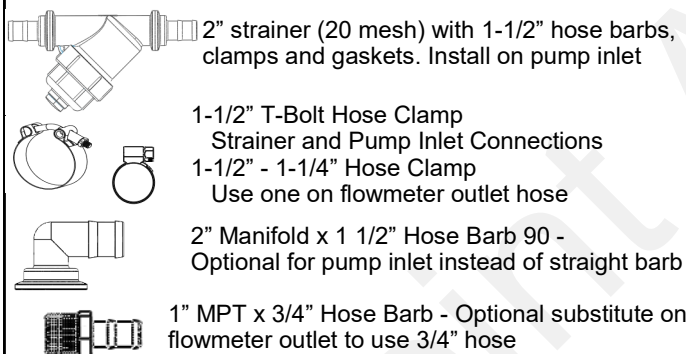 2” strainer (20 mesh) with 1-1/2” hose barbs,
clamps and gaskets. Install on pump inlet
1-1/2” T-Bolt Hose Clamp
Strainer and Pump Inlet Connections
1-1/2” - 1-1/4” Hose Clamp
Use one on flowmeter outlet hose
2” Manifold x 1 1/2” Hose Barb 90 -
Optional for pump inlet instead of straight barb
1” MPT x 3/4” Hose Barb - Optional substitute on
flowmeter outlet to use 3/4” hose